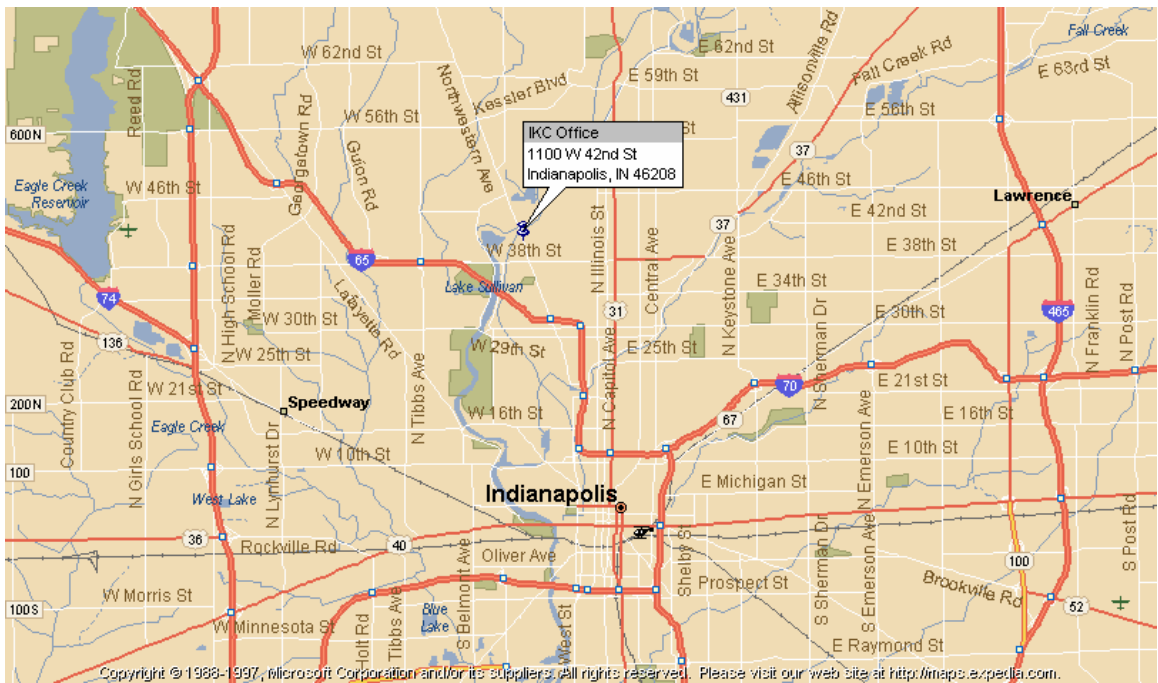 W 62nd St
E 62nd St
Fall Creek
Reed Rd
Allisonville Rd
Fall Creek Rd
E 59th St
E 63rd St
Kessler Blvd
Northwestern Ave
431
W 56th St
E 56th St
Georgetown Rd
600N
IKC Office
1100 W 42nd St
Indianapolis, IN 46208
Guion Rd
37
Eagle Creek
Reservoir
W 46th St
E 46th St
Lawrence
E 42nd St
37
W 38th St
E 38th St
N Illinois St
Central Ave
65
N High School Rd
Moller Rd
Lake Sullivan
E 34th St
N Keystone Ave
74
Lafayette Rd
31
E 30th St
465
W 30th St
N Franklin Rd
N Post Rd
136
W 29th St
E 25th St
W 25th St
N Sherman Dr
70
E 21st St
W 21st St
N Tibbs Ave
N Capitol Ave
200N
Speedway
W 16th St
67
E 16th St
Country Club Rd
N Girls School Rd
Eagle Creek
N Lynhurst Dr
W 10th St
E 10th St
N Emerson Ave
100
E Michigan St
West Lake
Indianapolis
36
Rockville Rd
40
Oliver Ave
Shelby St
S Sherman Dr
S Emerson Ave
100
S Post Rd
W Morris St
Prospect St
Brookville Rd
100S
52
W Minnesota St
Holt Rd
S Tibbs Ave
Blue
Lake
S Belmont Ave
S West St
E Raymond St
Copyright © 1988-1997, Microsoft Corporation and/or its suppliers. All rights reserved. Please visit our web site at http://maps.expedia.com.